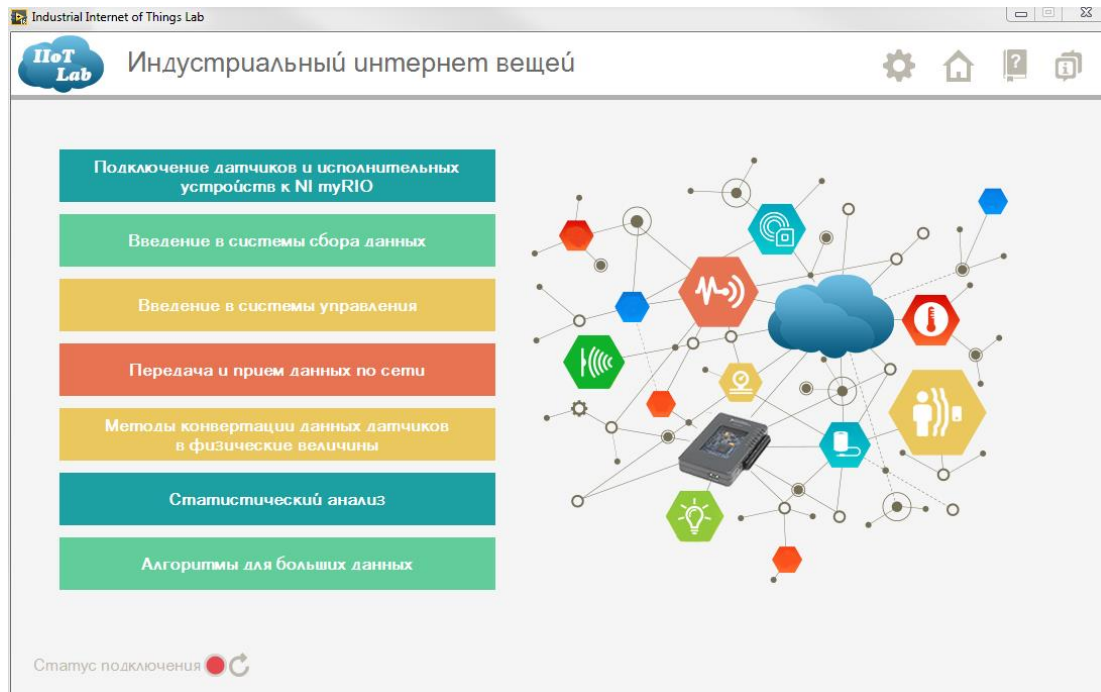 Industrial Internet of Things Lab
IIoT
Lab
Индустриальный интернет вещей
Подключение датчиков и исполнительных
устройств к NI myRIO
Введение в системы сбора данных
Введение в системы управления
Передача и прием данных по сети
Методы конвертации данных датчиков
в физические величины
Статистический анализ
Алгоритмы для больших данных
Статус подключения